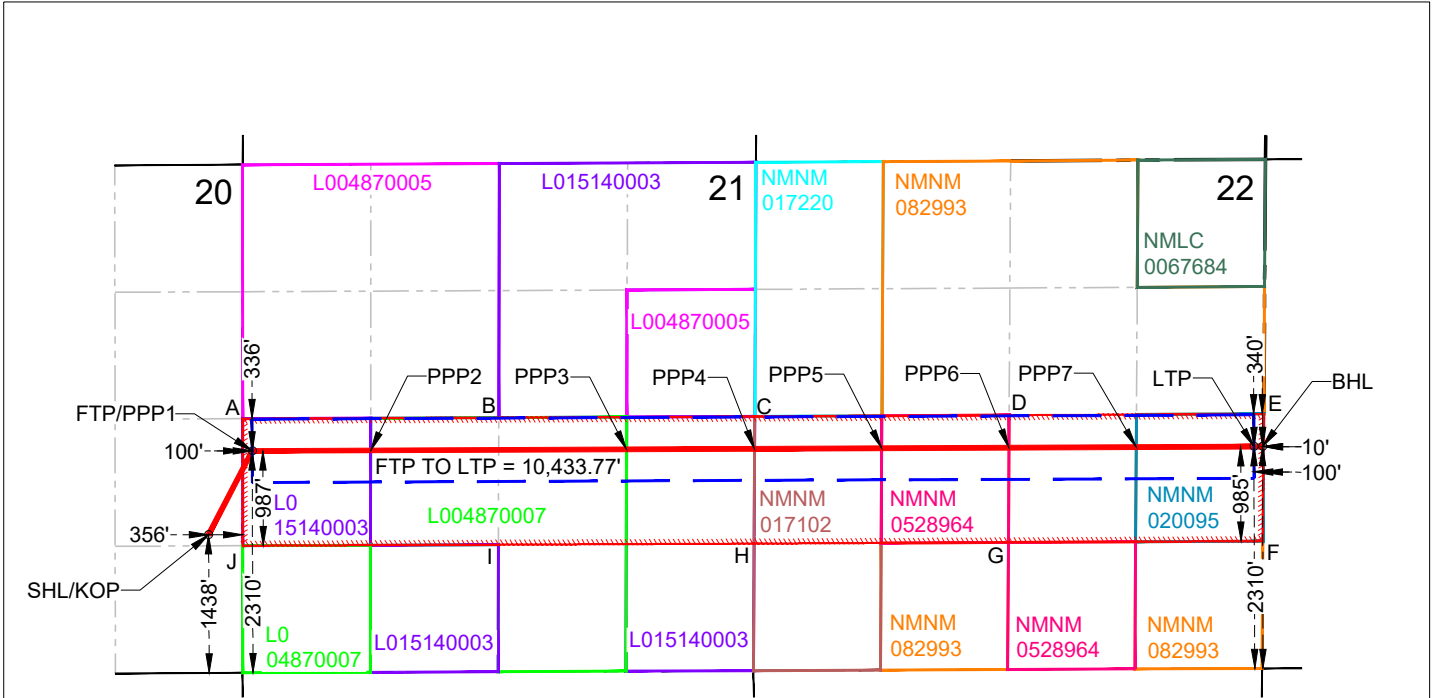 20
L004870005
L015140003
21
NMNM
017220
NMNM
082993
22
NMLC
0067684
L004870005
336'
340'
PPP2
PPP3
PPP4
PPP5
PPP6
PPP7
LTP
BHL
FTP/PPP1
A
B
C
D
E
100'
10'
FTP TO LTP = 10,433.77'
100'
987'
985'
L0
15140003
L004870007
NMNM
017102
NMNM
0528964
NMNM
020095
356'
J
I
H
G
F
SHL/KOP
1438'
2310'
2310'
L0
04870007
L015140003
L015140003
NMNM
082993
NMNM
0528964
NMNM
082993